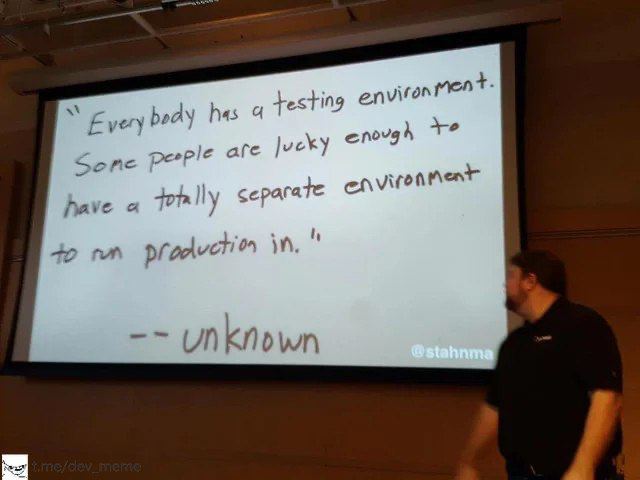 " Everybody has a testing environment.
Some people are lucky enough to
have a totally separate environment
to run production in. "
-- unknown
@stahnma
t.me/dev_meme